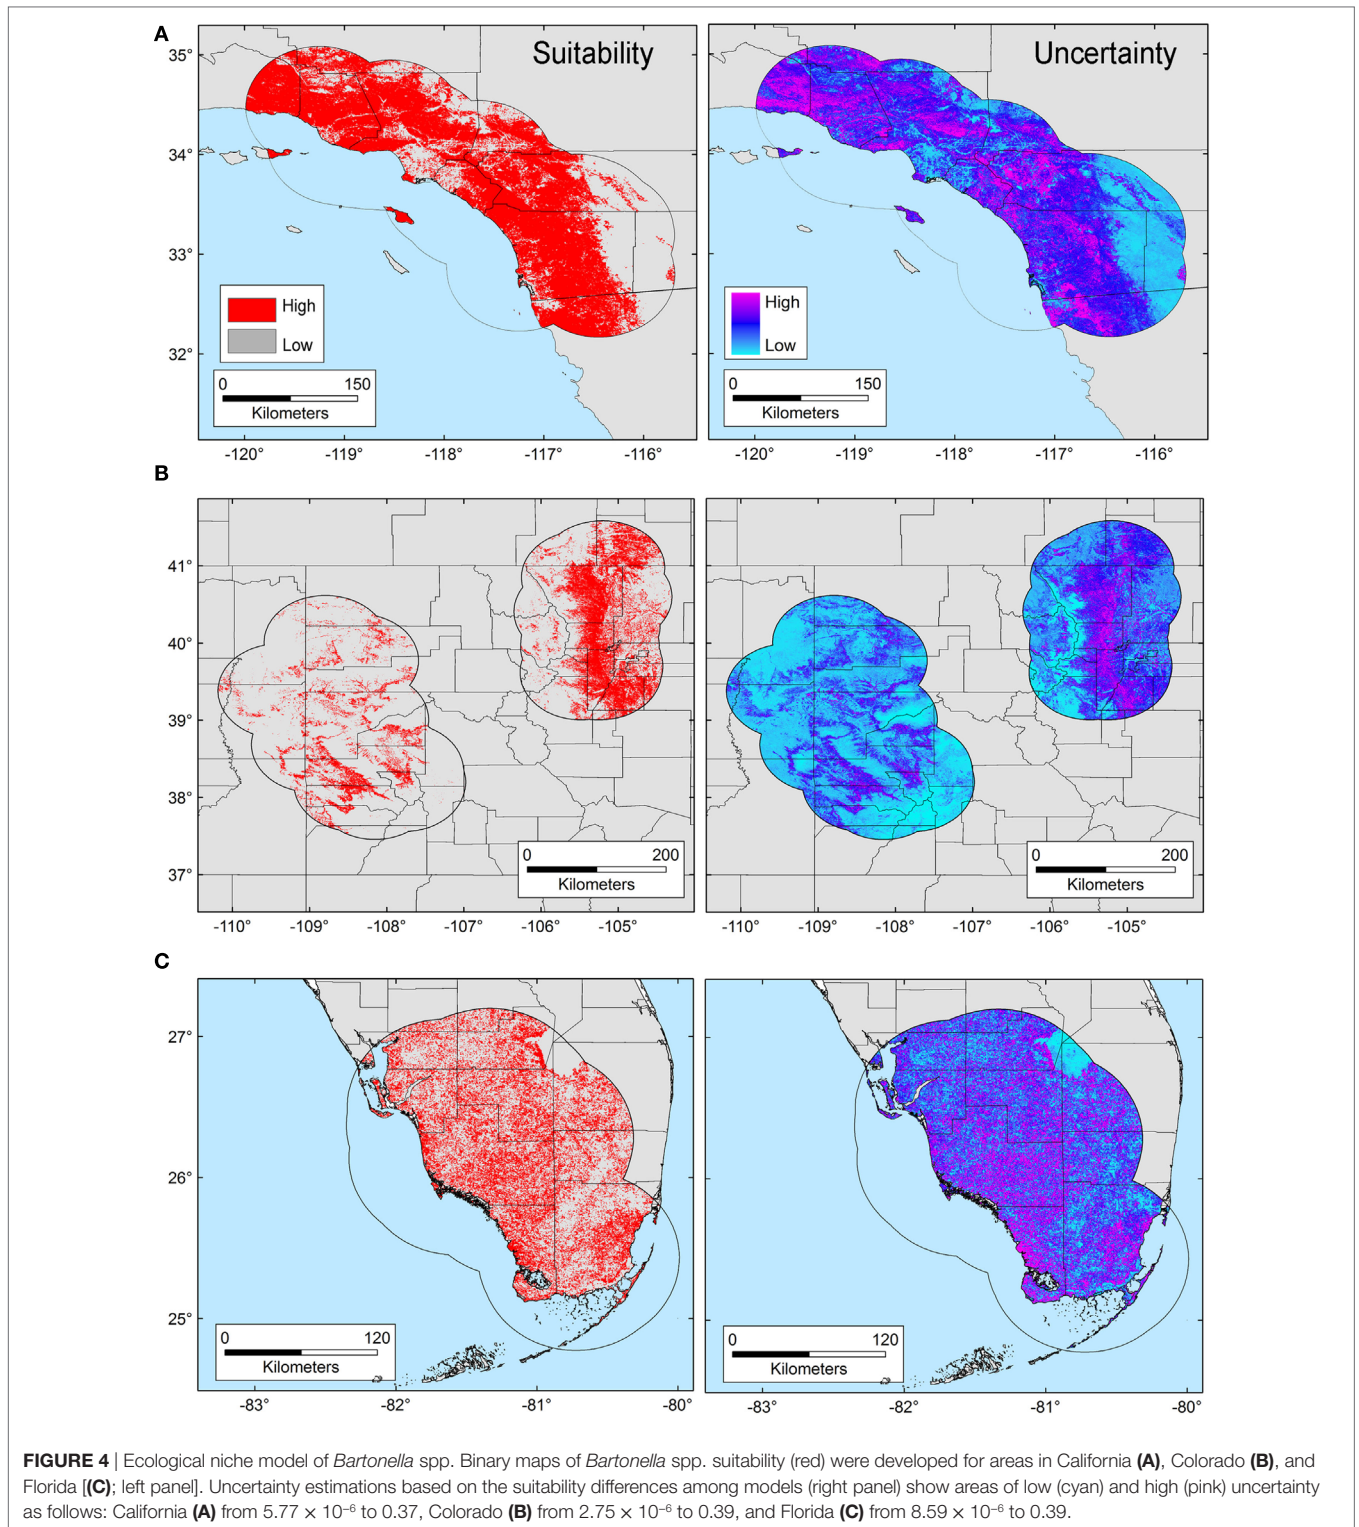 A
Suitability
Uncertainty
35°
34°
33°
32°
High
Low
0 150
Kilometers
High
Low
0 150
Kilometers
-120° -119° -118° -117° -116°
-120° -119° -118° -117° -116°
B
41°
40°
39°
38°
37°
0 200
Kilometers
0 200
Kilometers
-110° -109° -108° -107° -106° -105°
-110° -109° -108° -107° -106° -105°
C
27°
26°
25°
0 120
Kilometers
0 120
Kilometers
-83° -82° -81° -80°
-83° -82° -81° -80°
FIGURE 4 | Ecological niche model of Bartonella spp. Binary maps of Bartonella spp. suitability (red) were developed for areas in California (A), Colorado (B), and
Florida [(C); left panel]. Uncertainty estimations based on the suitability differences among models (right panel) show areas of low (cyan) and high (pink) uncertainty
as follows: California (A) from 5.77 × 10⁻⁶ to 0.37, Colorado (B) from 2.75 × 10⁻⁶ to 0.39, and Florida (C) from 8.59 × 10⁻⁶ to 0.39.